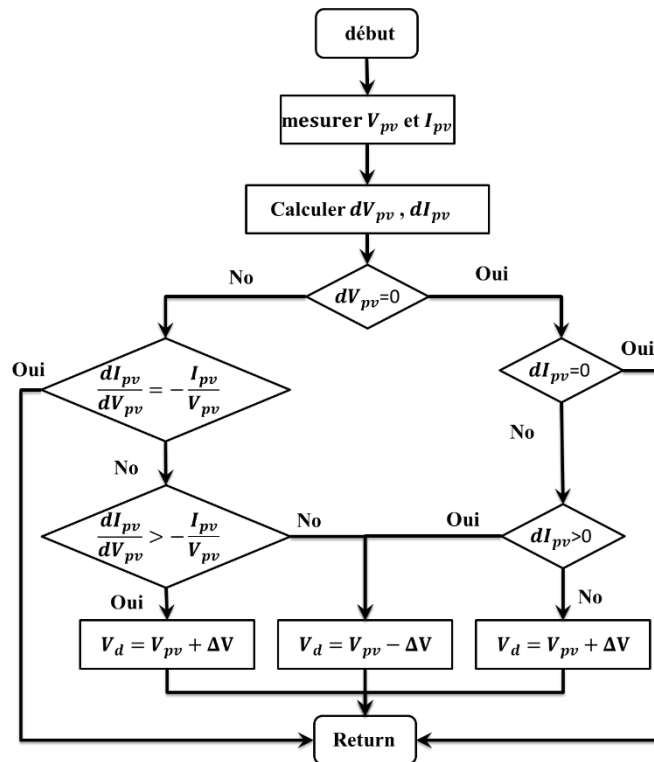 début
mesurer V_pv et I_pv
Calculer dV_pv , dI_pv
No
Oui
dV_pv=0
Oui
dI_pv/dV_pv = −I_pv/V_pv
dI_pv=0
Oui
No
No
dI_pv/dV_pv > −I_pv/V_pv
No
Oui
dI_pv>0
Oui
No
V_d = V_pv + ΔV
V_d = V_pv − ΔV
V_d = V_pv + ΔV
Return